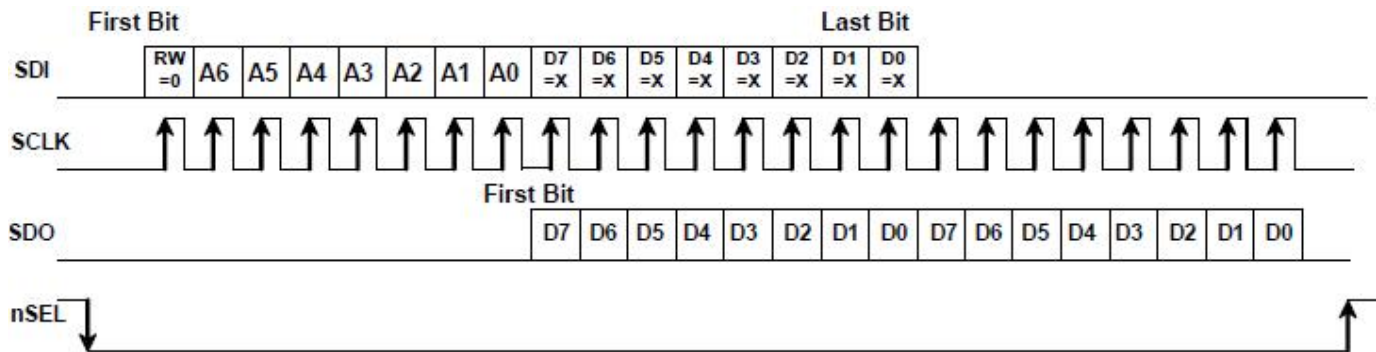 First Bit Last Bit
SDI RW =0 A6 A5 A4 A3 A2 A1 A0 D7 =X D6 =X D5 =X D4 =X D3 =X D2 =X D1 =X D0 =X
SCLK
First Bit
SDO D7 D6 D5 D4 D3 D2 D1 D0 D7 D6 D5 D4 D3 D2 D1 D0
nSEL